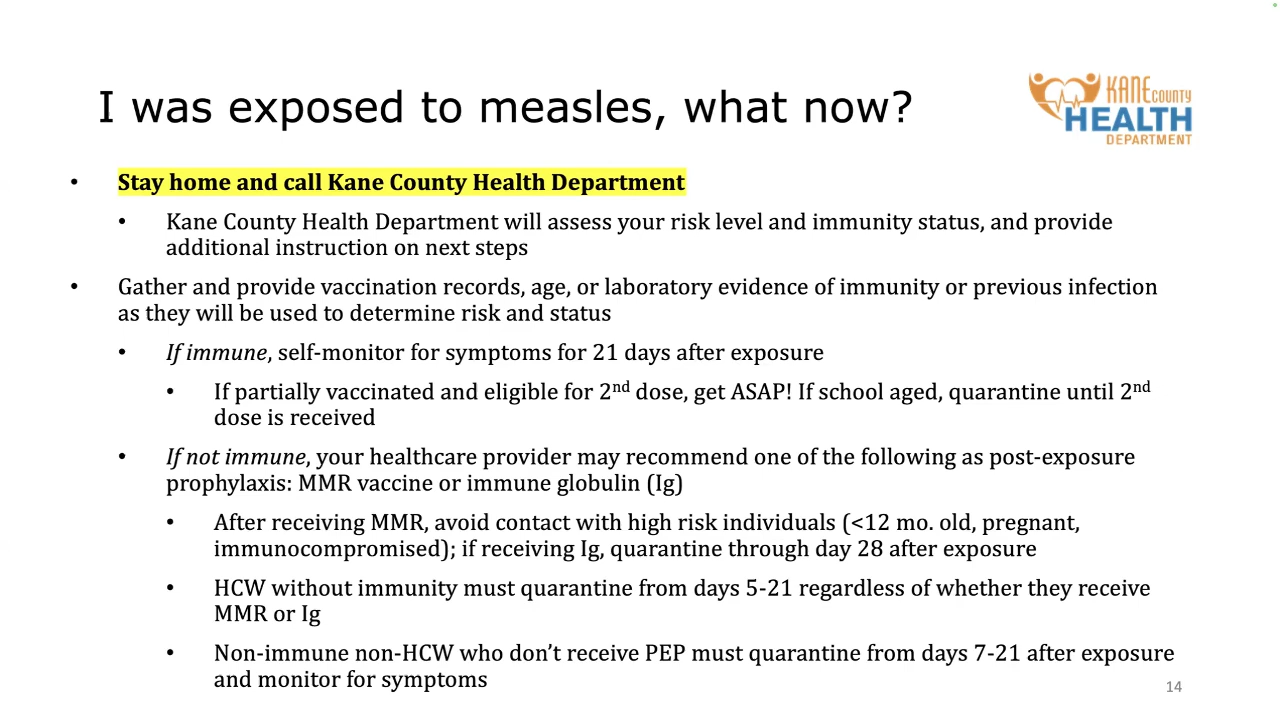 I was exposed to measles, what now?
KANE COUNTY
HEALTH
DEPARTMENT
• Stay home and call Kane County Health Department
• Kane County Health Department will assess your risk level and immunity status, and provide
additional instruction on next steps
• Gather and provide vaccination records, age, or laboratory evidence of immunity or previous infection
as they will be used to determine risk and status
• If immune, self-monitor for symptoms for 21 days after exposure
• If partially vaccinated and eligible for 2nd dose, get ASAP! If school aged, quarantine until 2nd
dose is received
• If not immune, your healthcare provider may recommend one of the following as post-exposure
prophylaxis: MMR vaccine or immune globulin (Ig)
• After receiving MMR, avoid contact with high risk individuals (<12 mo. old, pregnant,
immunocompromised); if receiving Ig, quarantine through day 28 after exposure
• HCW without immunity must quarantine from days 5-21 regardless of whether they receive
MMR or Ig
• Non-immune non-HCW who don’t receive PEP must quarantine from days 7-21 after exposure
and monitor for symptoms
14